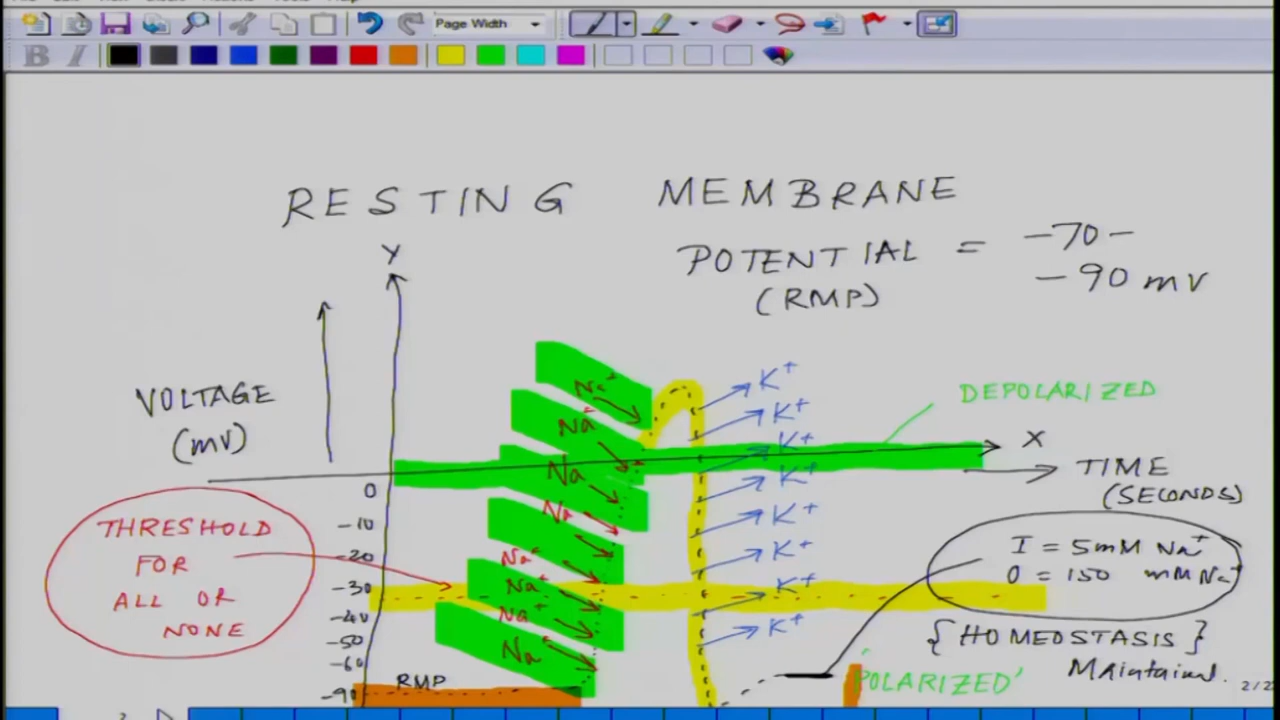 Page Width
RESTING MEMBRANE
POTENTIAL = -70-
-90 mV
(RMP)
Y
VOLTAGE
(mV)
Na+
Na+
Na
Na
Na+
Na+
Na+
Na
K+
K+
K+
K+
K+
K+
K+
K+
DEPOLARIZED
X
TIME
(SECONDS)
0
-10
-20
-30
-40
-50
-60
-90
THRESHOLD
FOR
ALL OR
NONE
I = 5mM Na+
O = 150 mM Na+
{HOMEOSTASIS}
Maintained.
'POLARIZED'
RMP